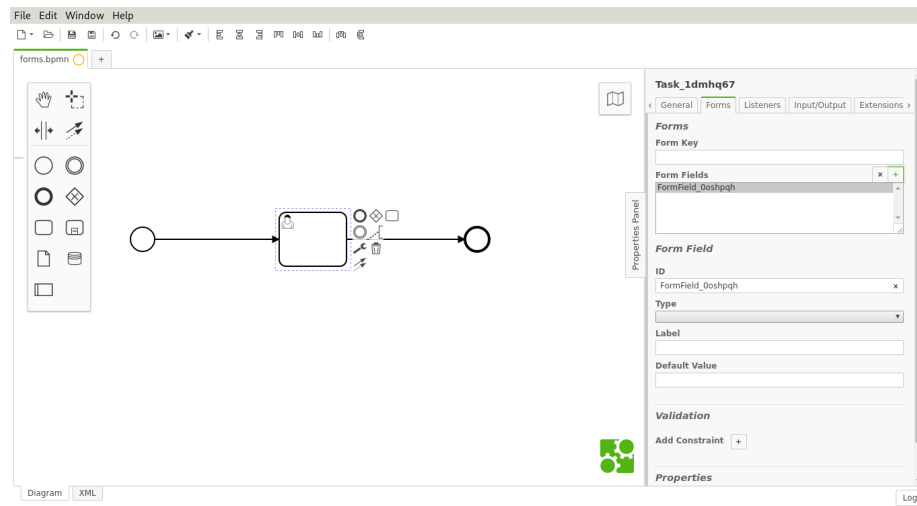 File Edit Window Help
forms.bpmn +
Task_1dmhq67
General Forms Listeners Input/Output Extensions
Forms
Form Key
Form Fields × +
FormField_0oshpqh
Properties Panel
Form Field
ID
FormField_0oshpqh ×
Type
Label
Default Value
Validation
Add Constraint +
Properties
Diagram XML
Log